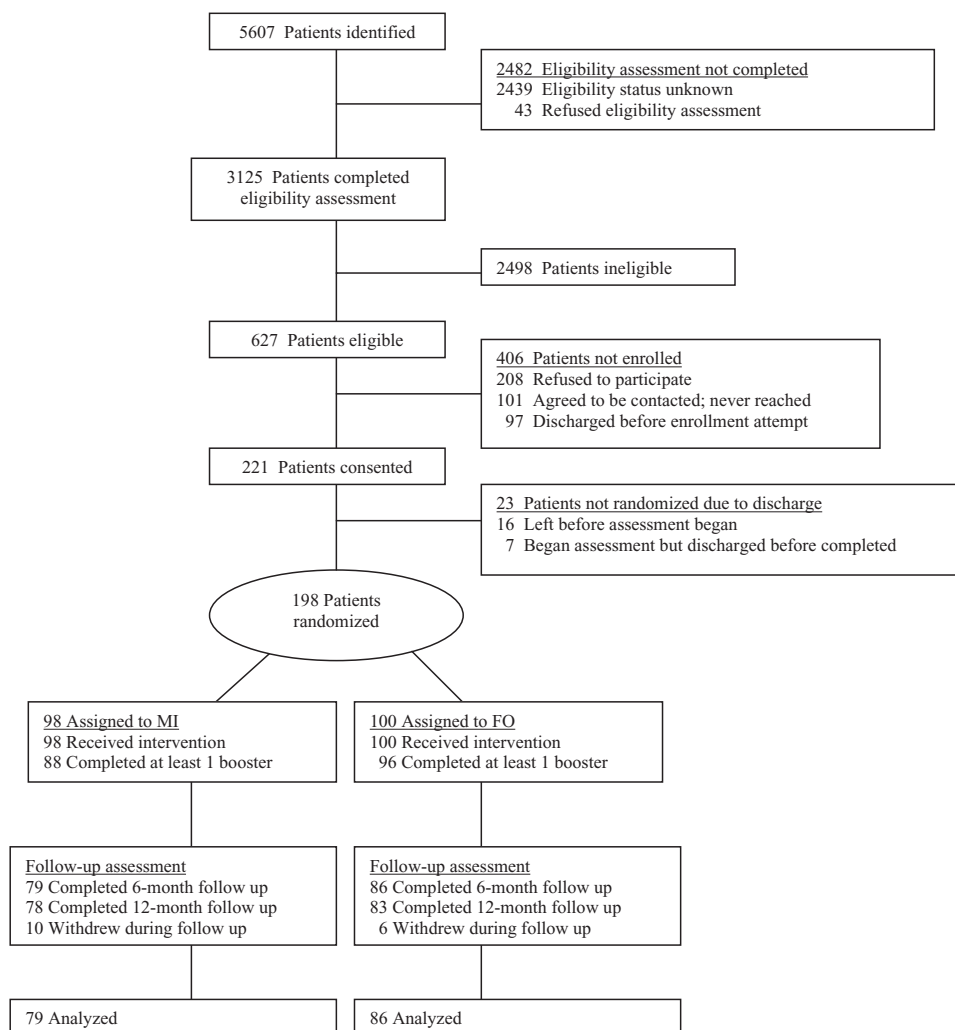 5607 Patients identified
2482 Eligibility assessment not completed
2439 Eligibility status unknown
43 Refused eligibility assessment
3125 Patients completed
eligibility assessment
2498 Patients ineligible
627 Patients eligible
406 Patients not enrolled
208 Refused to participate
101 Agreed to be contacted; never reached
97 Discharged before enrollment attempt
221 Patients consented
23 Patients not randomized due to discharge
16 Left before assessment began
7 Began assessment but discharged before completed
198 Patients
randomized
98 Assigned to MI
98 Received intervention
88 Completed at least 1 booster
100 Assigned to FO
100 Received intervention
96 Completed at least 1 booster
Follow-up assessment
79 Completed 6-month follow up
78 Completed 12-month follow up
10 Withdrew during follow up
Follow-up assessment
86 Completed 6-month follow up
83 Completed 12-month follow up
6 Withdrew during follow up
79 Analyzed
86 Analyzed